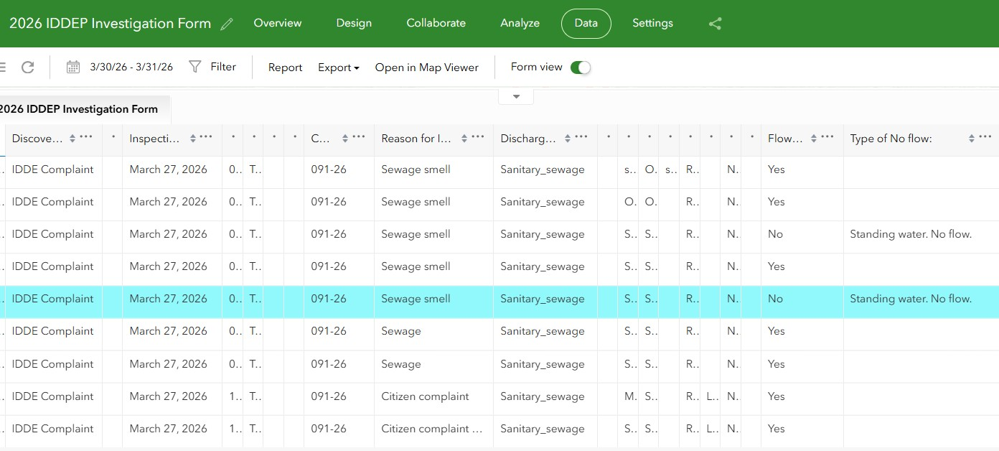 2026 IDDEP Investigation Form Overview Design Collaborate Analyze Data Settings
3/30/26 - 3/31/26 Filter Report Export Open in Map Viewer Form view
2026 IDDEP Investigation Form
Discove... Inspecti... C... Reason for I... Discharg... Flow... Type of No flow:
IDDE Complaint March 27, 2026 0.. T.. 091-26 Sewage smell Sanitary_sewage s.. O. s.. R.. N. Yes
IDDE Complaint March 27, 2026 0.. T.. 091-26 Sewage smell Sanitary_sewage O. O. R.. N. Yes
IDDE Complaint March 27, 2026 0.. T.. 091-26 Sewage smell Sanitary_sewage S.. S.. R.. N. No Standing water. No flow.
IDDE Complaint March 27, 2026 0.. T.. 091-26 Sewage smell Sanitary_sewage S.. S.. R.. N. Yes
IDDE Complaint March 27, 2026 0.. T.. 091-26 Sewage smell Sanitary_sewage S.. S.. R.. N. No Standing water. No flow.
IDDE Complaint March 27, 2026 0.. T.. 091-26 Sewage Sanitary_sewage S.. S.. R.. N. Yes
IDDE Complaint March 27, 2026 0.. T.. 091-26 Sewage Sanitary_sewage S.. S.. R.. N. Yes
IDDE Complaint March 27, 2026 1.. T.. 091-26 Citizen complaint Sanitary_sewage M. S.. R.. L.. N. Yes
IDDE Complaint March 27, 2026 1.. T.. 091-26 Citizen complaint ... Sanitary_sewage S.. S.. R.. L.. N. Yes